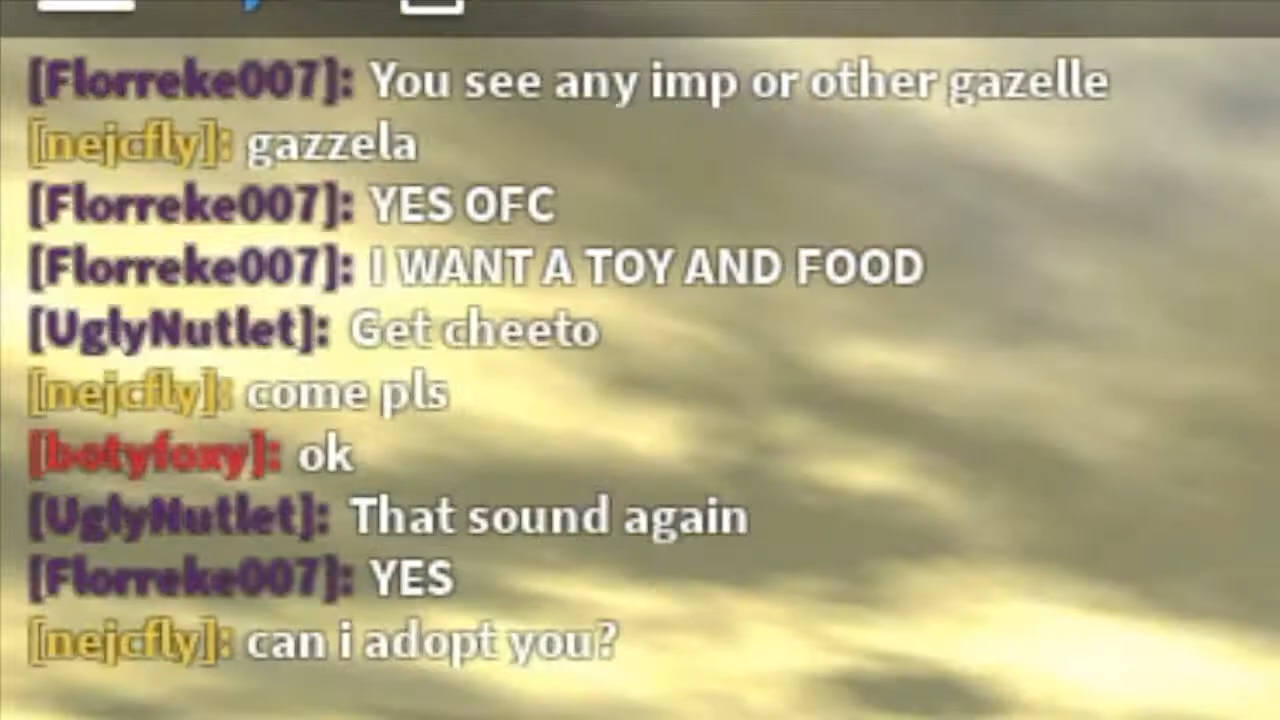 [Florreke007]: You see any imp or other gazelle
[nejcfly]: gazzela
[Florreke007]: YES OFC
[Florreke007]: I WANT A TOY AND FOOD
[UglyNutlet]: Get cheeto
[nejcfly]: come pls
[botyfoxy]: ok
[UglyNutlet]: That sound again
[Florreke007]: YES
[nejcfly]: can i adopt you?